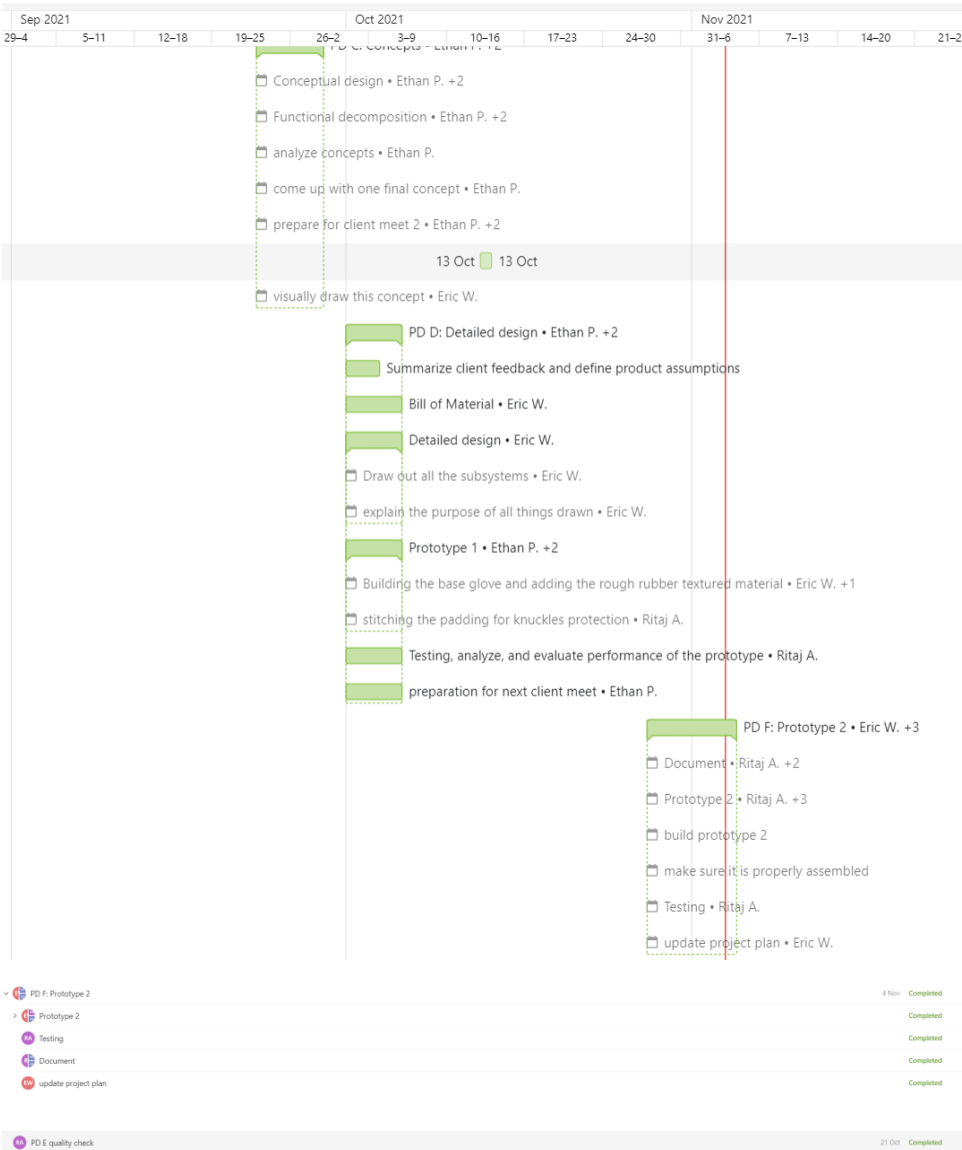 Sep 2021 Oct 2021 Nov 2021
29–4 5–11 12–18 19–25 26–2 3–9 10–16 17–23 24–30 31–6 7–13 14–20 21–2
PD C: Concepts • Ethan P. +2
Conceptual design • Ethan P. +2
Functional decomposition • Ethan P. +2
analyze concepts • Ethan P.
come up with one final concept • Ethan P.
prepare for client meet 2 • Ethan P. +2
13 Oct 13 Oct
visually draw this concept • Eric W.
PD D: Detailed design • Ethan P. +2
Summarize client feedback and define product assumptions
Bill of Material • Eric W.
Detailed design • Eric W.
Draw out all the subsystems • Eric W.
explain the purpose of all things drawn • Eric W.
Prototype 1 • Ethan P. +2
Building the base glove and adding the rough rubber textured material • Eric W. +1
stitching the padding for knuckles protection • Ritaj A.
Testing, analyze, and evaluate performance of the prototype • Ritaj A.
preparation for next client meet • Ethan P.
PD F: Prototype 2 • Eric W. +3
Document • Ritaj A. +2
Prototype 2 • Ritaj A. +3
build prototype 2
make sure it is properly assembled
Testing • Ritaj A.
update project plan • Eric W.
PD F: Prototype 2 4 Nov Completed
Prototype 2 Completed
RA Testing Completed
Document Completed
EW update project plan Completed
RA PD E quality check 21 Oct Completed